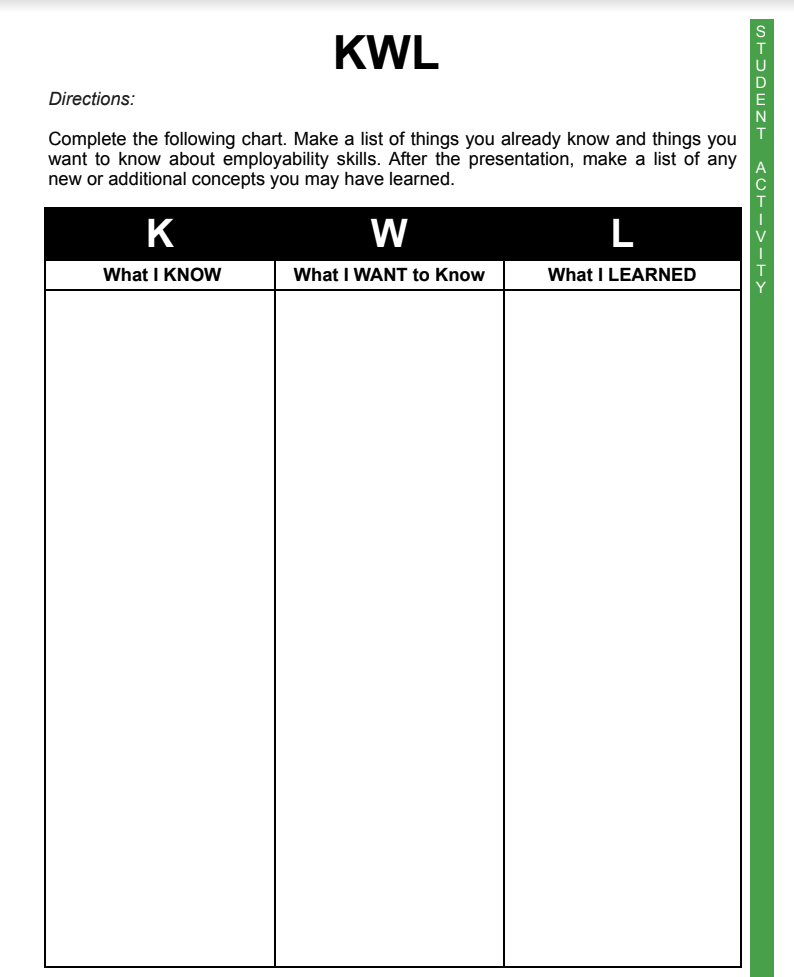 KWL
Directions:
Complete the following chart. Make a list of things you already know and things you
want to know about employability skills. After the presentation, make a list of any
new or additional concepts you may have learned.
K W L
What I KNOW What I WANT to Know What I LEARNED
STUDENT ACTIVITY